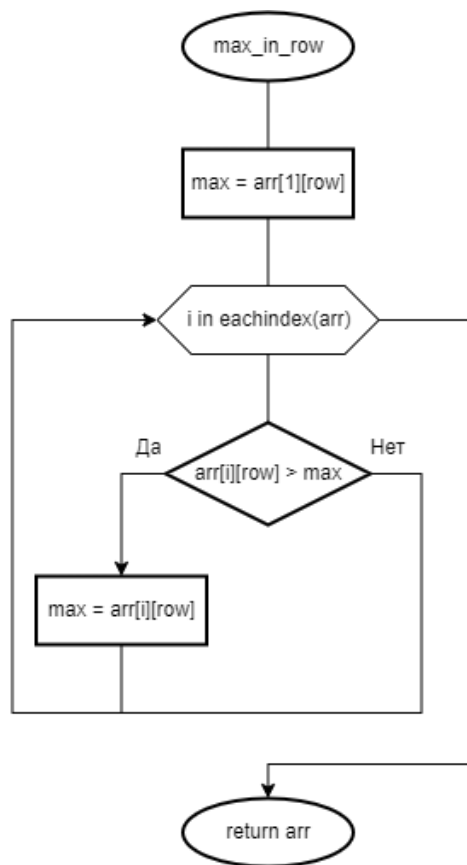 max_in_row
max = arr[1][row]
i in eachindex(arr)
Да
Нет
arr[i][row] > max
max = arr[i][row]
return arr